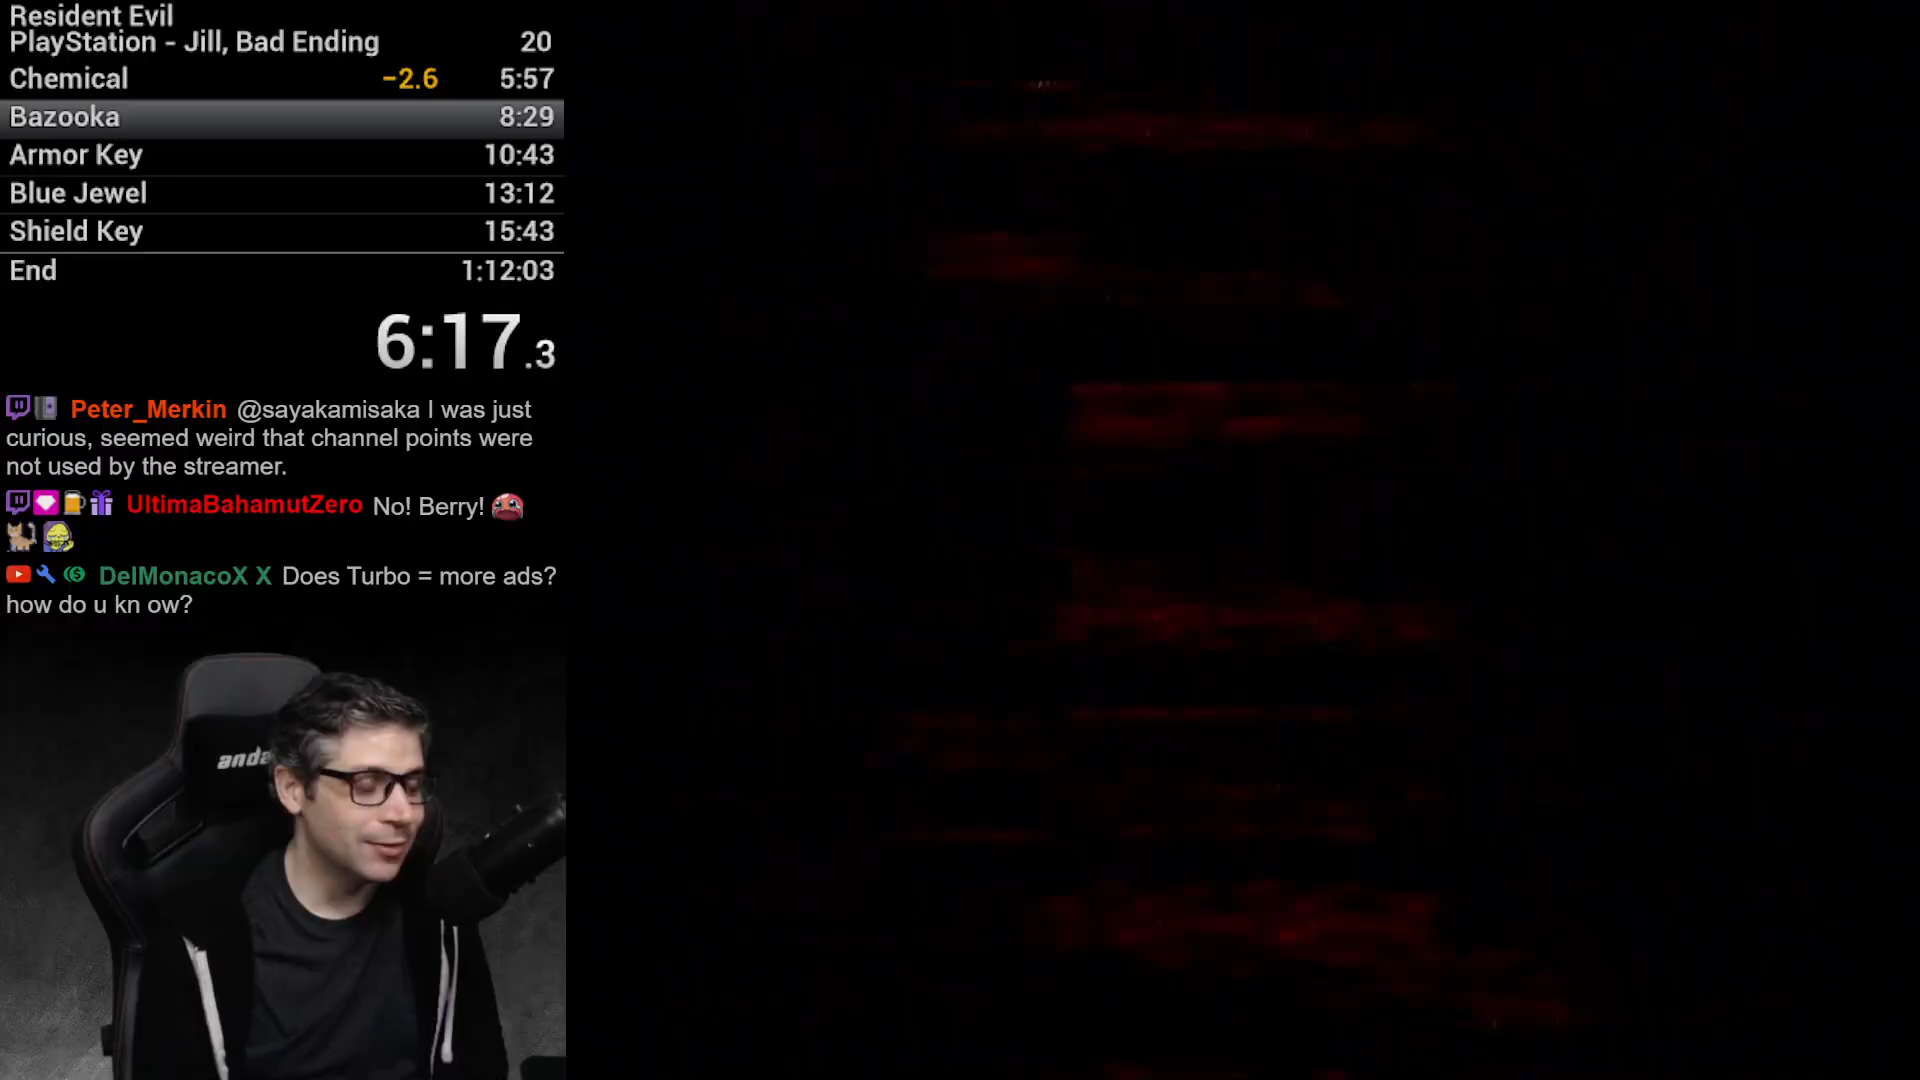 Resident Evil
PlayStation - Jill, Bad Ending 20
Chemical −2.6 5:57
Bazooka 8:29
Armor Key 10:43
Blue Jewel 13:12
Shield Key 15:43
End 1:12:03
6:17.3
Peter_Merkin @sayakamisaka I was just
curious, seemed weird that channel points were
not used by the streamer.
UltimaBahamutZero No! Berry!
DelMonacoX X Does Turbo = more ads?
how do u kn ow?
anda